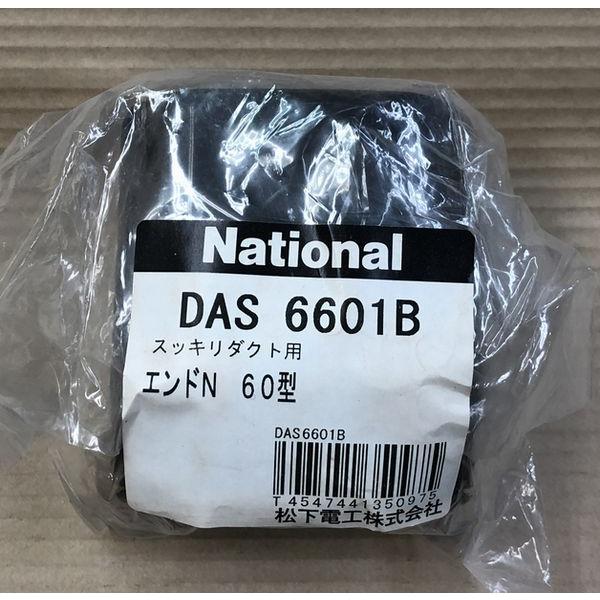 National
DAS 6601B
スッキリダクト用
エンドN 60型
DAS6601B
T4547441350975
松下電工株式会社